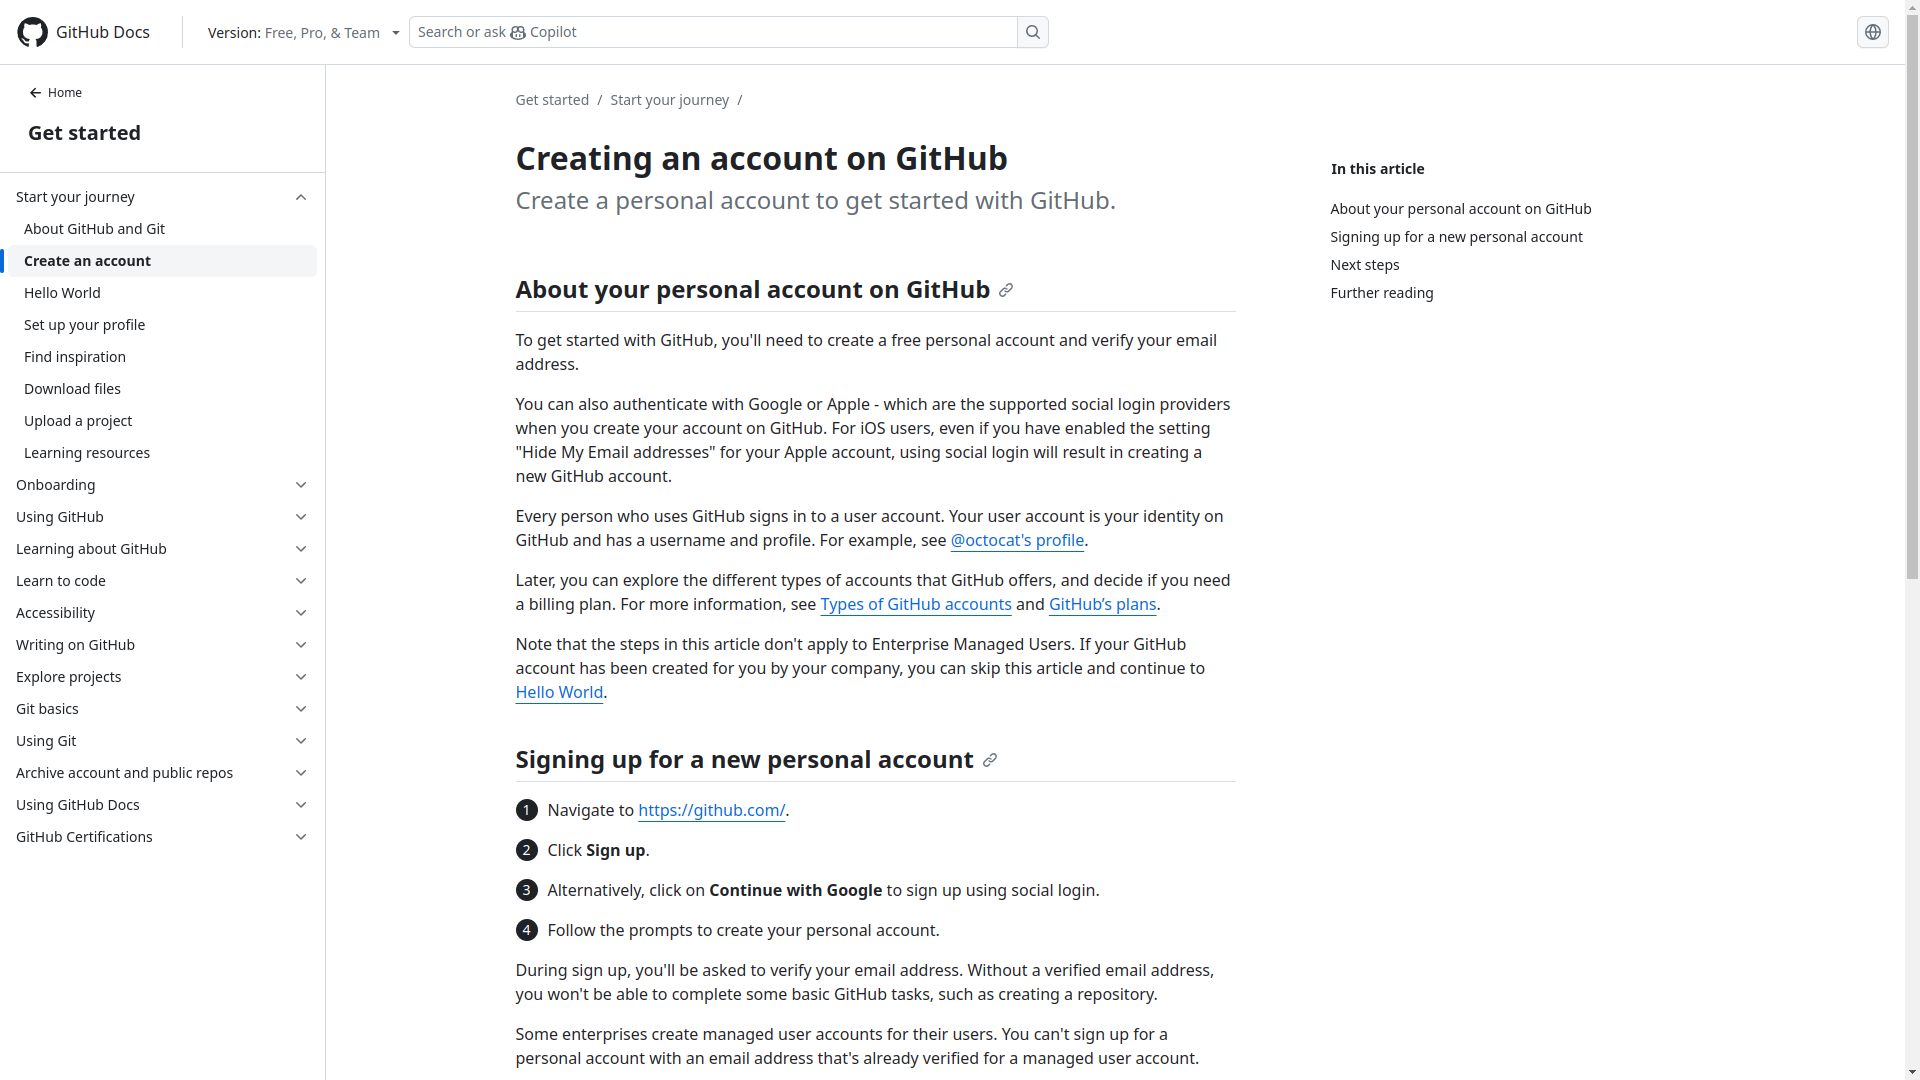 GitHub Docs
Version: Free, Pro, & Team
Search or ask Copilot
Home
Get started
Start your journey
About GitHub and Git
Create an account
Hello World
Set up your profile
Find inspiration
Download files
Upload a project
Learning resources
Onboarding
Using GitHub
Learning about GitHub
Learn to code
Accessibility
Writing on GitHub
Explore projects
Git basics
Using Git
Archive account and public repos
Using GitHub Docs
GitHub Certifications
Get started / Start your journey /
Creating an account on GitHub
Create a personal account to get started with GitHub.
About your personal account on GitHub
To get started with GitHub, you'll need to create a free personal account and verify your email
address.
You can also authenticate with Google or Apple - which are the supported social login providers
when you create your account on GitHub. For iOS users, even if you have enabled the setting
"Hide My Email addresses" for your Apple account, using social login will result in creating a
new GitHub account.
Every person who uses GitHub signs in to a user account. Your user account is your identity on
GitHub and has a username and profile. For example, see @octocat's profile.
Later, you can explore the different types of accounts that GitHub offers, and decide if you need
a billing plan. For more information, see Types of GitHub accounts and GitHub’s plans.
Note that the steps in this article don't apply to Enterprise Managed Users. If your GitHub
account has been created for you by your company, you can skip this article and continue to
Hello World.
Signing up for a new personal account
1 Navigate to https://github.com/.
2 Click Sign up.
3 Alternatively, click on Continue with Google to sign up using social login.
4 Follow the prompts to create your personal account.
During sign up, you'll be asked to verify your email address. Without a verified email address,
you won't be able to complete some basic GitHub tasks, such as creating a repository.
Some enterprises create managed user accounts for their users. You can't sign up for a
personal account with an email address that's already verified for a managed user account.
In this article
About your personal account on GitHub
Signing up for a new personal account
Next steps
Further reading